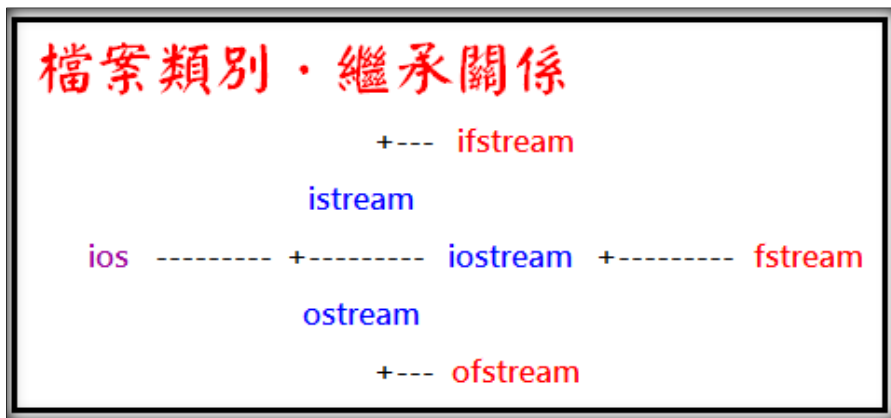 檔案類別．繼承關係
+--- ifstream
istream
ios --------- +--------- iostream +--------- fstream
ostream
+--- ofstream